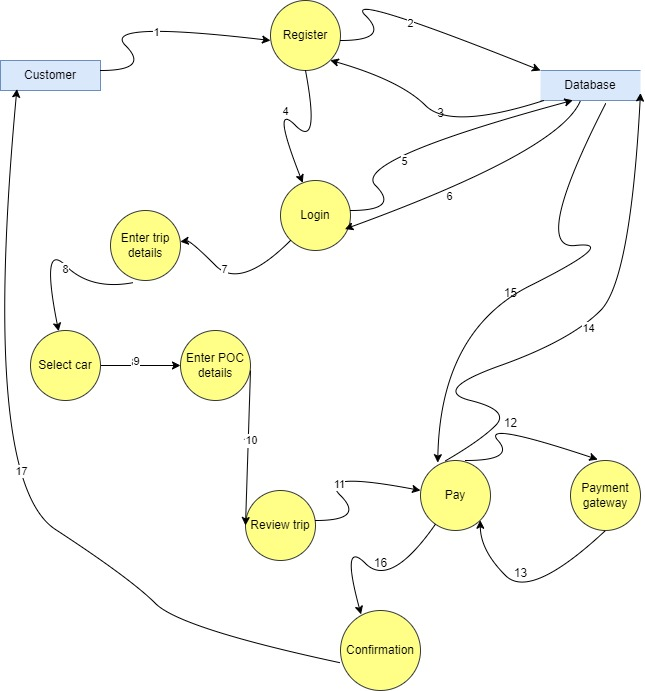 1
Register
2
Customer
Database
3
4
5
6
Login
Enter trip
details
7
8
Select car
9
Enter POC
details
10
15
14
17
11
12
Review trip
Pay
Payment
gateway
13
16
Confirmation